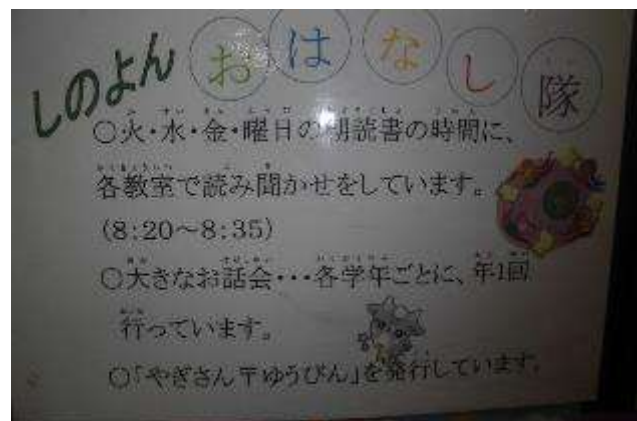 しのよんおはなし隊
○火・水・金・曜日の朝読書の時間に、
各教室で読み聞かせをしています。
(8:20～8:35)
○大きなお話会・・・各学年ごとに、年1回
行っています。
○「やぎさん〒ゆうびん」を発行しています。